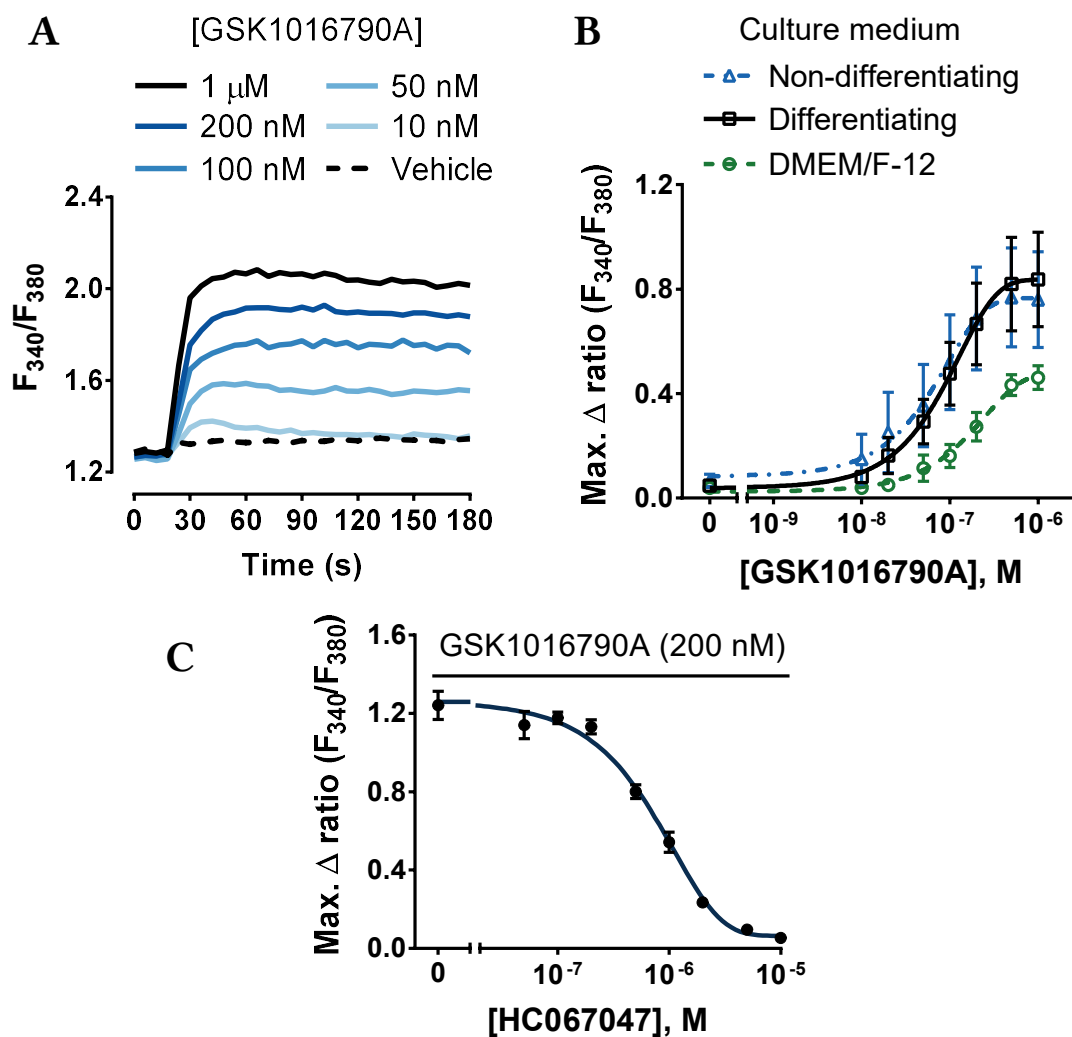 A
[GSK1016790A]
1 μM
50 nM
200 nM
10 nM
100 nM
Vehicle
2.4
2.0
1.6
1.2
F340/F380
0 30 60 90 120 150 180
Time (s)
B
Culture medium
Non-differentiating
Differentiating
DMEM/F-12
1.2
0.8
0.4
0.0
Max. Δ ratio (F340/F380)
0 10-9 10-8 10-7 10-6
[GSK1016790A], M
C
GSK1016790A (200 nM)
1.6
1.2
0.8
0.4
0.0
Max. Δ ratio (F340/F380)
0 10-7 10-6 10-5
[HC067047], M